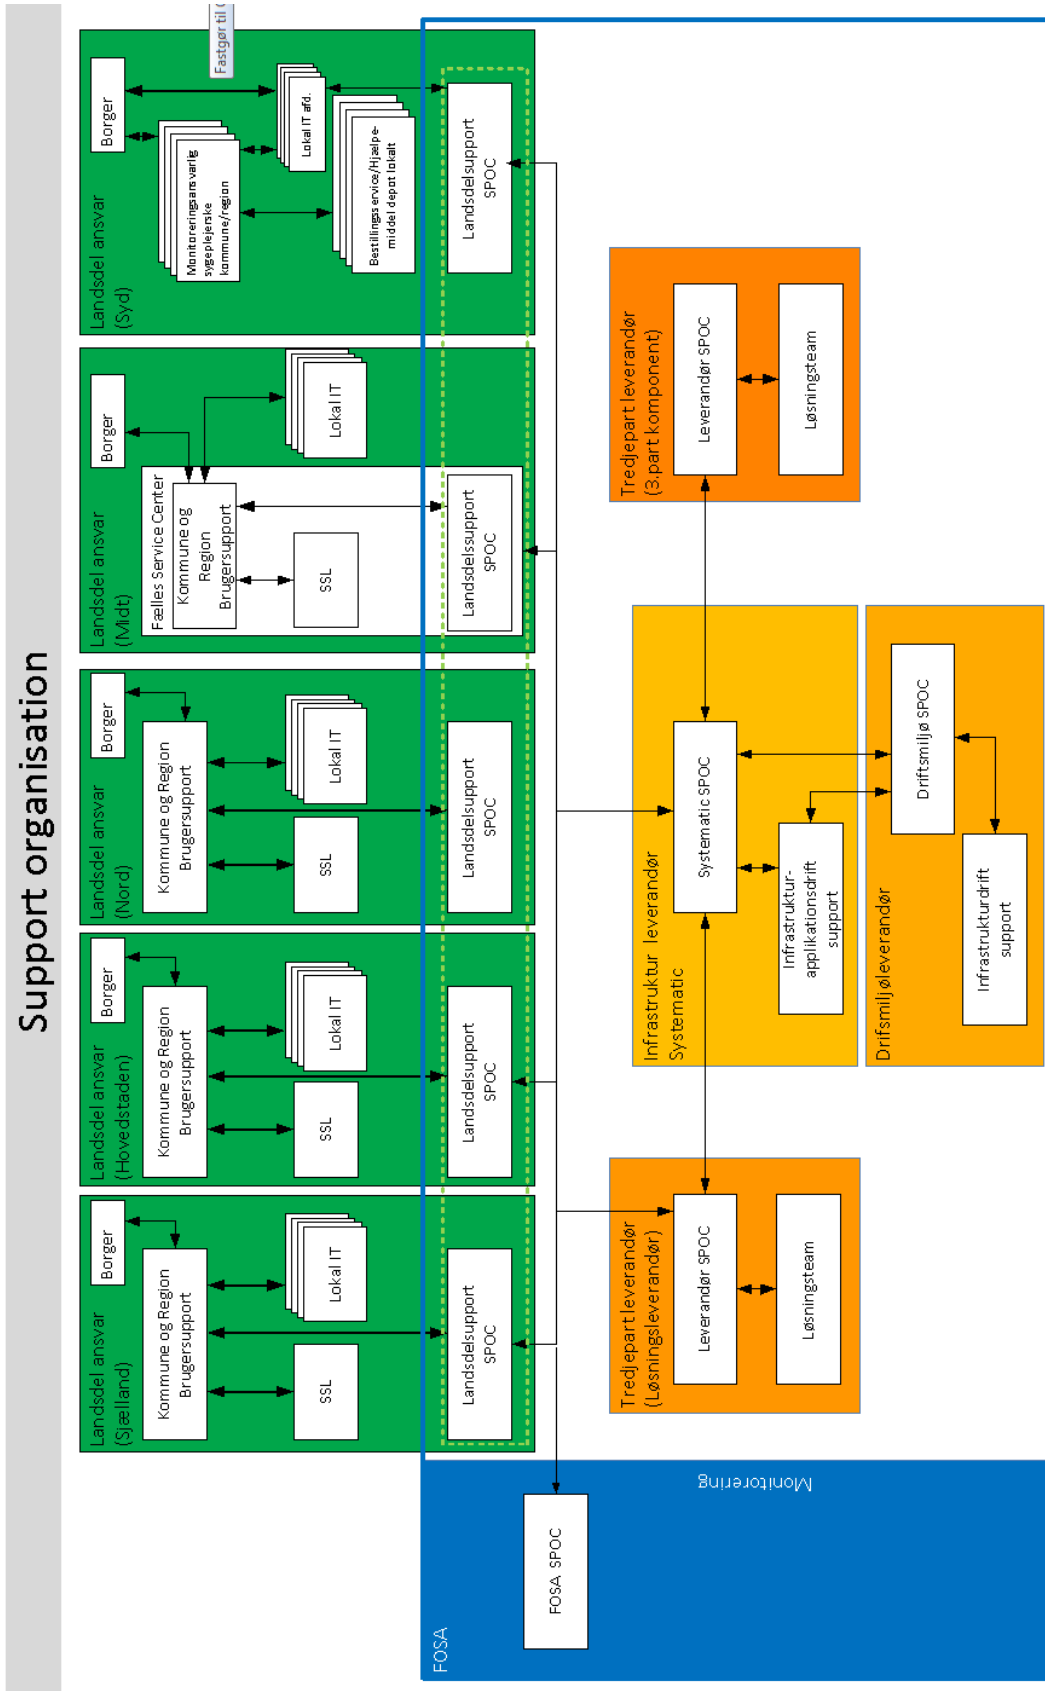 Support organisation
Landsdel ansvar
(Sjælland)
Borger
Kommune og Region
Brugersupport
SSL
Lokal IT
Landsdelsupport
SPOC
Landsdel ansvar
(Hovedstaden)
Borger
Kommune og Region
Brugersupport
SSL
Lokal IT
Landsdelsupport
SPOC
Landsdel ansvar
(Nord)
Borger
Kommune og Region
Brugersupport
SSL
Lokal IT
Landsdelsupport
SPOC
Landsdel ansvar
(Midt)
Borger
Fælles Service Center
Kommune og
Region
Brugersupport
SSL
Lokal IT
Landsdelssupport
SPOC
Landsdel ansvar
(Syd)
Borger
Monitoreringsansvarlig
sygeplejerske
kommune/region
Lokal IT afd.
Bestillingsservice/Hjælpe-
middel depot lokalt
Landsdelsupport
SPOC
Fastgør til
FOSA
FOSA SPOC
Monitorering
Tredjepart leverandør
(Løsningsleverandør)
Leverandør SPOC
Løsningsteam
Infrastruktur leverandør
Systematic
Systematic SPOC
Infrastruktur-
applikationsdrift
support
Tredjepart leverandør
(3.part komponent)
Leverandør SPOC
Løsningsteam
Drifsmiljøleverandør
Driftsmiljø SPOC
Infrastrukturdrift
support